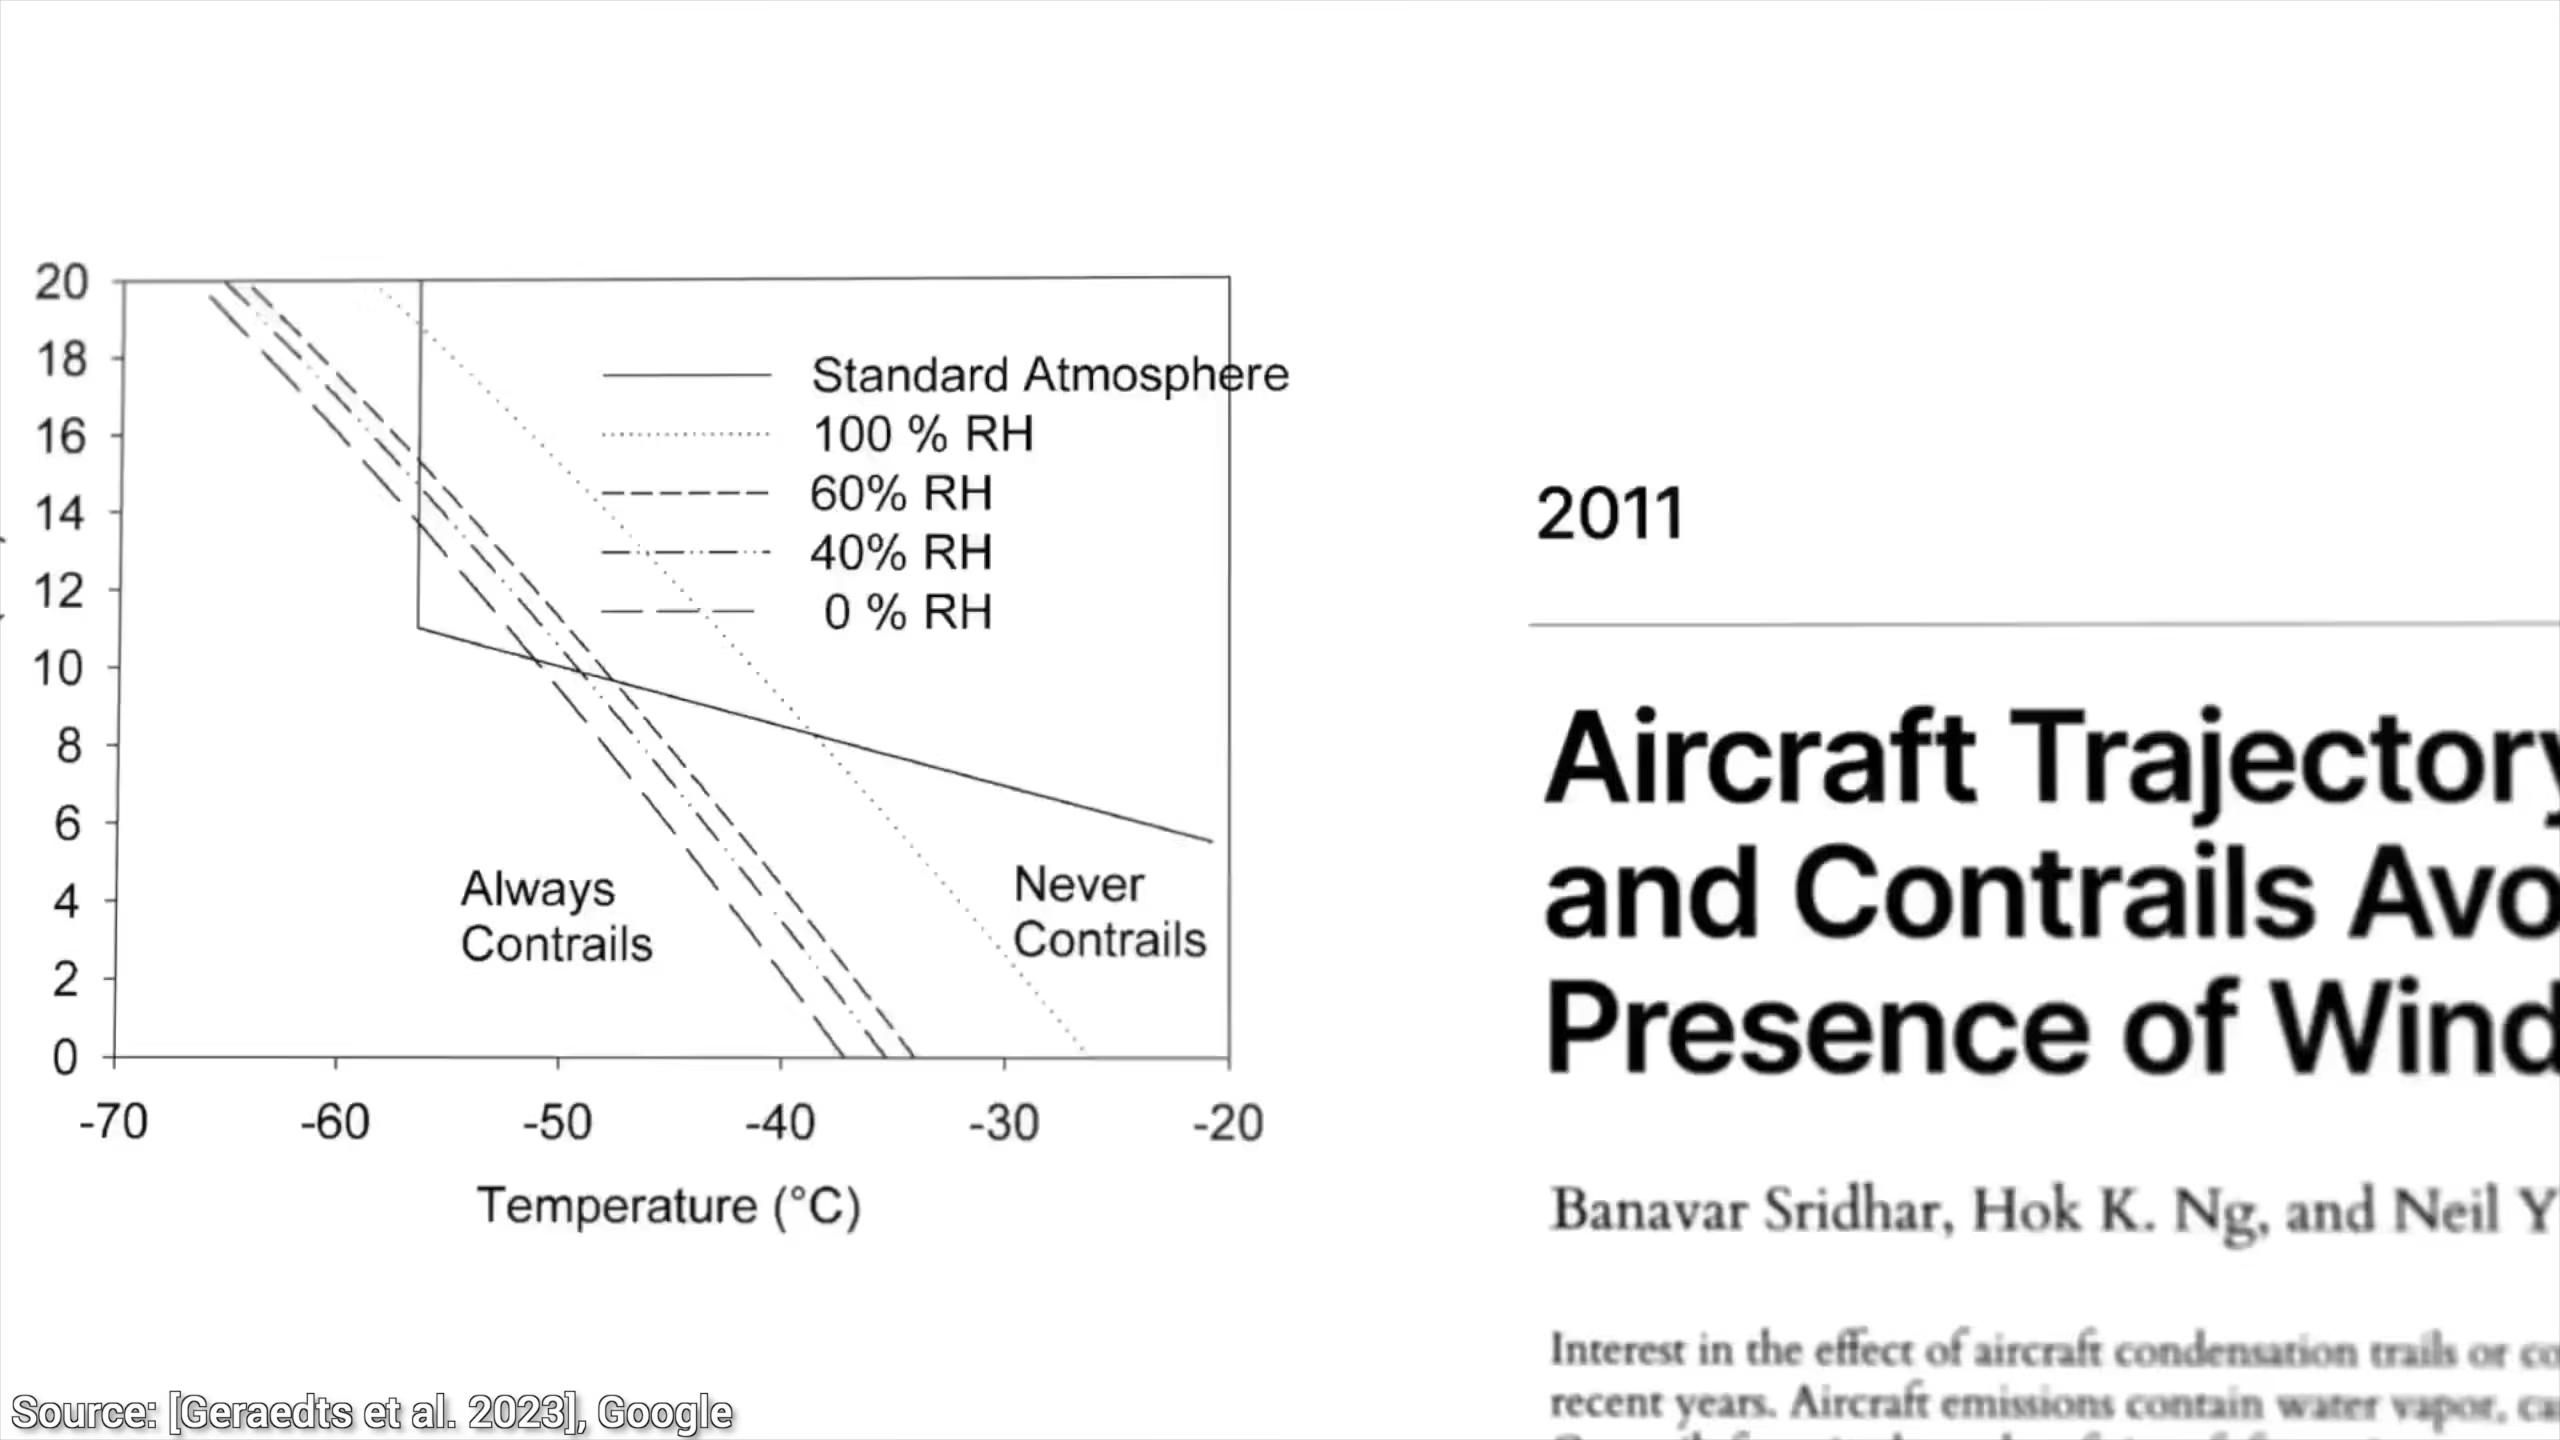 20
18
16
14
12
10
8
6
4
2
0
-70 -60 -50 -40 -30 -20
Temperature (°C)
Standard Atmosphere
100 % RH
60% RH
40% RH
0 % RH
Always
Contrails
Never
Contrails
2011
Aircraft Trajectory
and Contrails Avo
Presence of Wind
Banavar Sridhar, Hok K. Ng, and Neil Y
Interest in the effect of aircraft condensation trails or co
recent years. Aircraft emissions contain water vapor, ca
Source: [Geraedts et al. 2023], Google